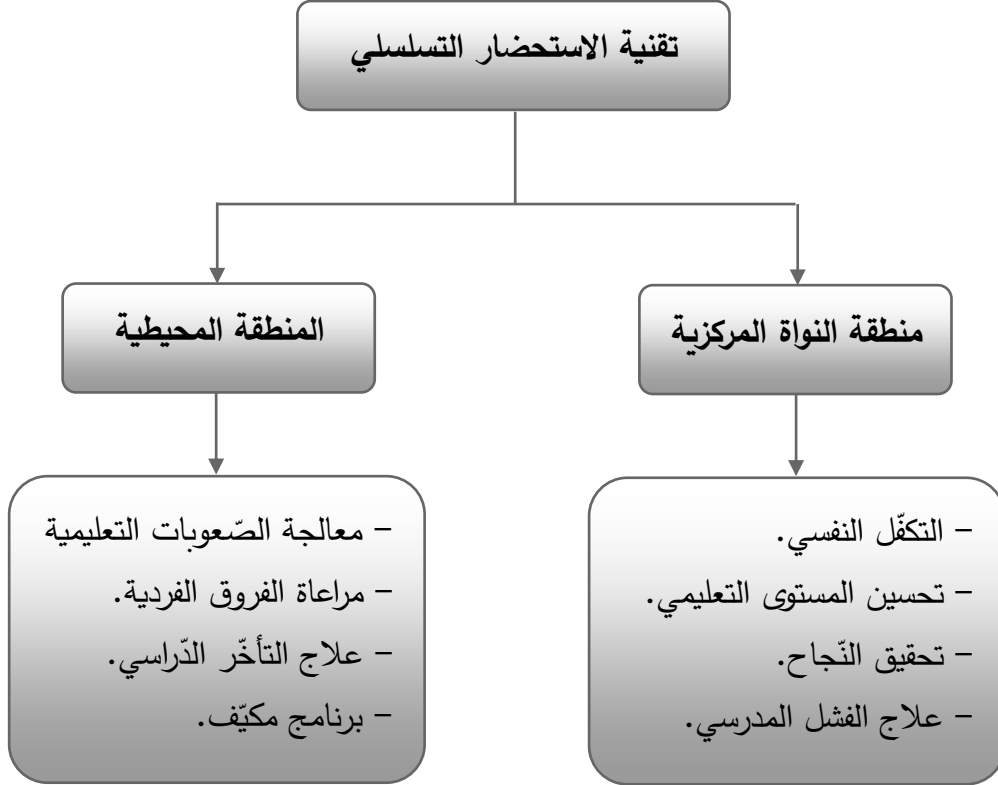 تقنية الاستحضار التسلسلي
منطقة النواة المركزية
المنطقة المحيطية
– التكفّل النفسي.
– تحسين المستوى التعليمي.
– تحقيق النّجاح.
– علاج الفشل المدرسي.
– معالجة الصّعوبات التعليمية
– مراعاة الفروق الفردية.
– علاج التأخّر الدّراسي.
– برنامج مكيّف.